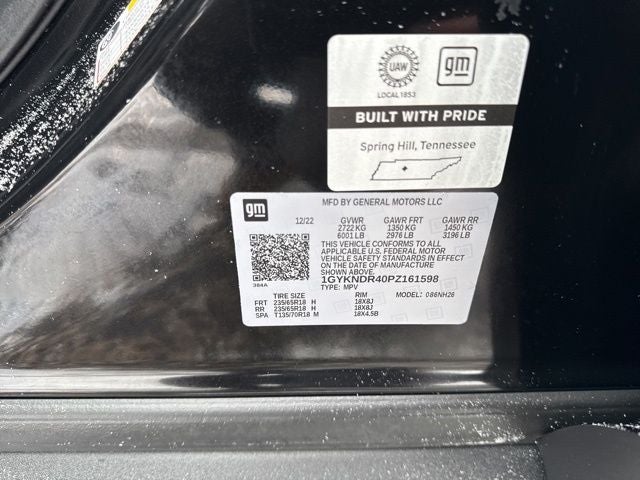 UAW
gm
LOCAL 1853
BUILT WITH PRIDE
Spring Hill, Tennessee
gm
MFD BY GENERAL MOTORS LLC
12/22 GVWR GAWR FRT GAWR RR
2722 KG 1350 KG 1450 KG
6001 LB 2976 LB 3196 LB
THIS VEHICLE CONFORMS TO ALL
APPLICABLE U.S. FEDERAL MOTOR
VEHICLE SAFETY STANDARDS IN EFFECT
ON THE DATE OF MANUFACTURE
SHOWN ABOVE.
384A
1GYKNDR40PZ161598
TYPE: MPV
TIRE SIZE RIM MODEL: 086NH26
FRT 235/65R18 H 18X8J
RR 235/65R18 H 18X8J
SPA T135/70R18 M 18X4.5B